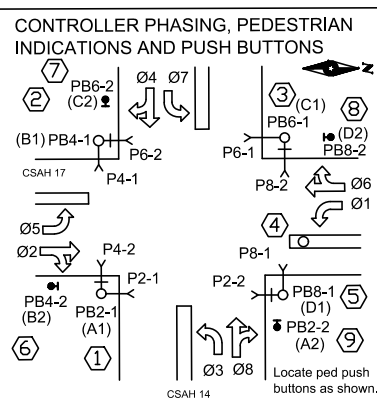 CONTROLLER PHASING, PEDESTRIAN
INDICATIONS AND PUSH BUTTONS
7
2
PB6-2
(C2)
Ø4
Ø7
3
(C1)
PB6-1
8
(D2)
PB8-2
N
(B1)
PB4-1
P6-2
P4-1
P6-1
P8-2
CSAH 17
Ø6
Ø1
Ø5
Ø2
4
P4-2
P8-1
P2-1
P2-2
PB4-2
(B2)
PB2-1
(A1)
PB8-1
(D1)
5
6
1
PB2-2
(A2)
9
Ø3
Ø8
CSAH 14
Locate ped push
buttons as shown.